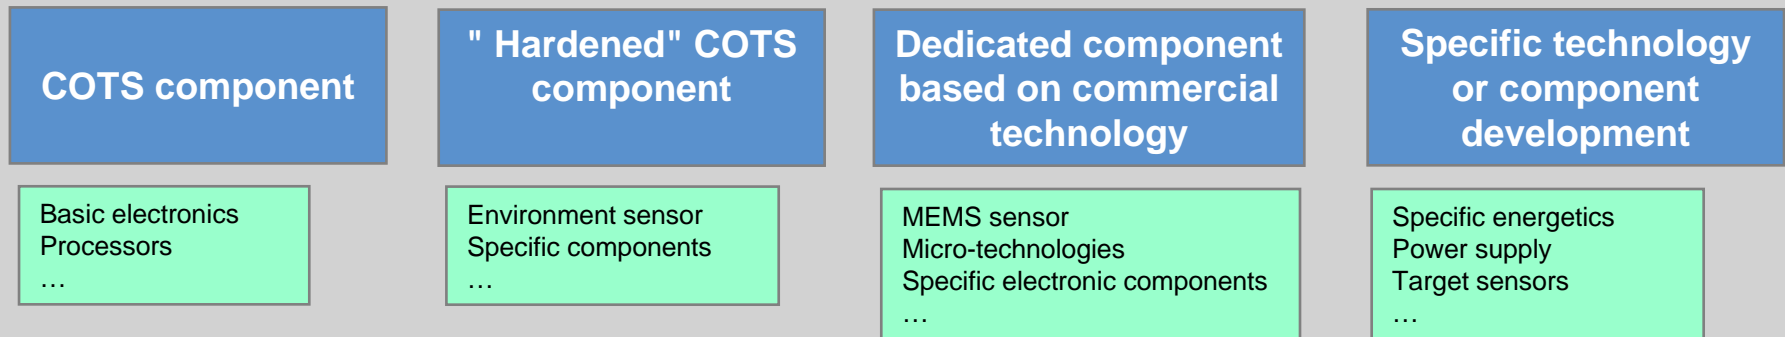 COTS component
" Hardened" COTS
component
Dedicated component
based on commercial
technology
Specific technology
or component
development
Basic electronics
Processors
…
Environment sensor
Specific components
…
MEMS sensor
Micro-technologies
Specific electronic components
…
Specific energetics
Power supply
Target sensors
…